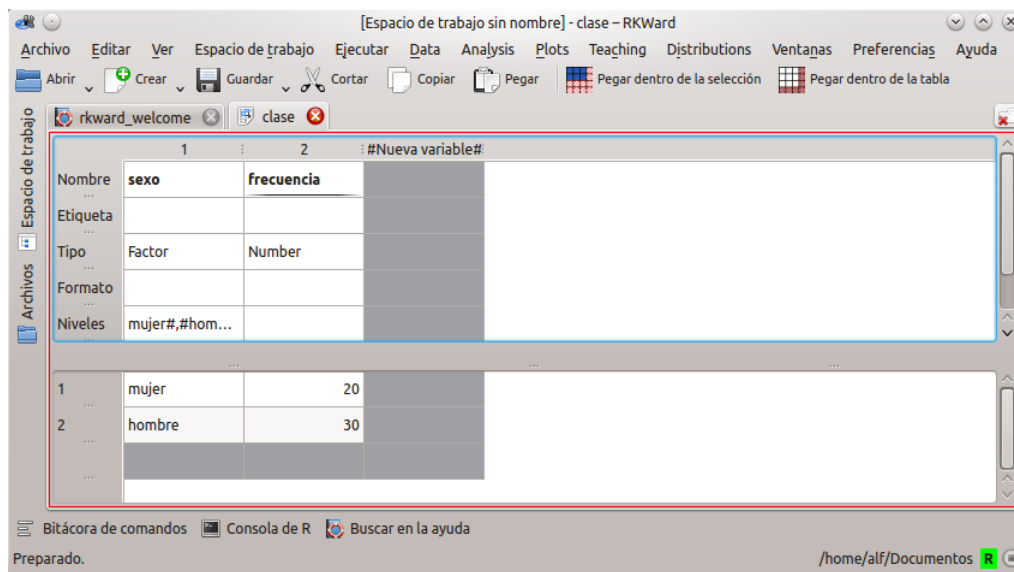 [Espacio de trabajo sin nombre] - clase – RKWard
Archivo Editar Ver Espacio de trabajo Ejecutar Data Analysis Plots Teaching Distributions Ventanas Preferencias Ayuda
Abrir Crear Guardar Cortar Copiar Pegar Pegar dentro de la selección Pegar dentro de la tabla
Espacio de trabajo
Archivos
rkward_welcome clase
1 2 #Nueva variable#
Nombre sexo frecuencia
...
Etiqueta
...
Tipo Factor Number
...
Formato
...
Niveles mujer#,#hom...
... ... ...
1 mujer 20
...
2 hombre 30
...
...
Bitácora de comandos Consola de R Buscar en la ayuda
Preparado. /home/alf/Documentos R